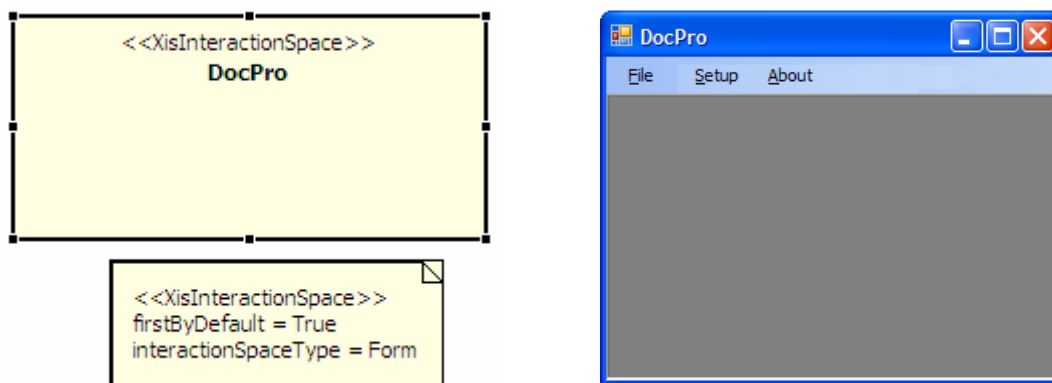 <<XisInteractionSpace>>
DocPro
<<XisInteractionSpace>>
firstByDefault = True
interactionSpaceType = Form
DocPro
File Setup About